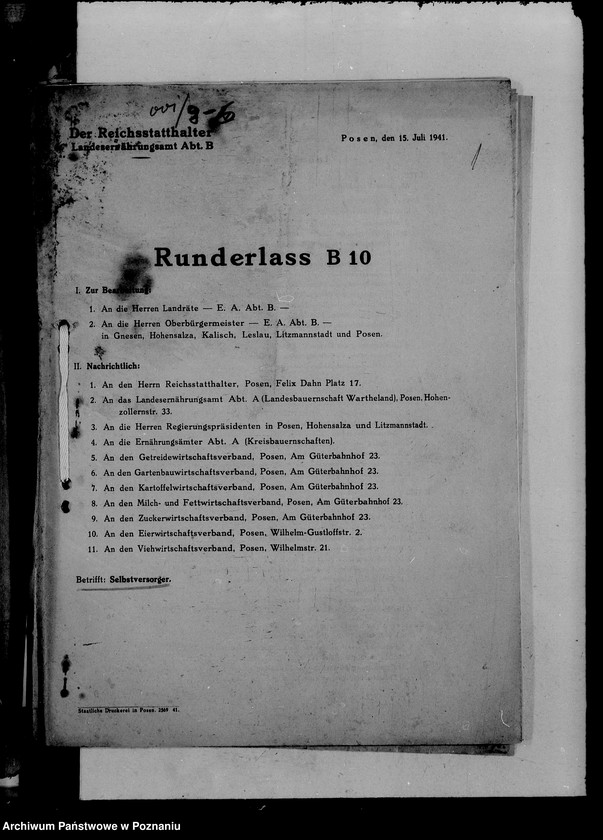 Der Reichsstatthalter
Landesernährungsamt Abt. B
Posen, den 15. Juli 1941.
1
Runderlass B 10
I. Zur Bearbeitung:
1. An die Herren Landräte — E. A. Abt. B. —
2. An die Herren Oberbürgermeister — E. A. Abt. B. —
in Gnesen, Hohensalza, Kalisch, Leslau, Litzmannstadt und Posen.
II. Nachrichtlich:
1. An den Herrn Reichsstatthalter, Posen, Felix Dahn Platz 17.
2. An das Landesernährungsamt Abt. A (Landesbauernschaft Wartheland), Posen, Hohen-
zollernstr. 33.
3. An die Herren Regierungspräsidenten in Posen, Hohensalza und Litzmannstadt.
4. An die Ernährungsämter Abt. A (Kreisbauernschaften).
5. An den Getreidewirtschaftsverband, Posen, Am Güterbahnhof 23.
6. An den Gartenbauwirtschaftsverband, Posen, Am Güterbahnhof 23.
7. An den Kartoffelwirtschaftsverband, Posen, Am Güterbahnhof 23.
8. An den Milch- und Fettwirtschaftsverband, Posen, Am Güterbahnhof 23.
9. An den Zuckerwirtschaftsverband, Posen, Am Güterbahnhof 23.
10. An den Eierwirtschaftsverband, Posen, Wilhelm-Gustloffstr. 2.
11. An den Viehwirtschaftsverband, Posen, Wilhelmstr. 21.
Betrifft: Selbstversorger.
Staatliche Druckerei in Posen. 2569 41.
Archiwum Państwowe w Poznaniu